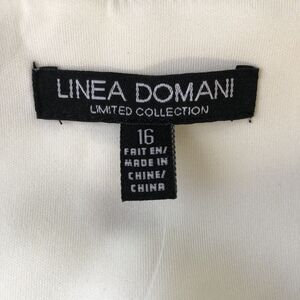 LINEA DOMANI
LIMITED COLLECTION
16
FAIT EN/
MADE IN
CHINE/
CHINA